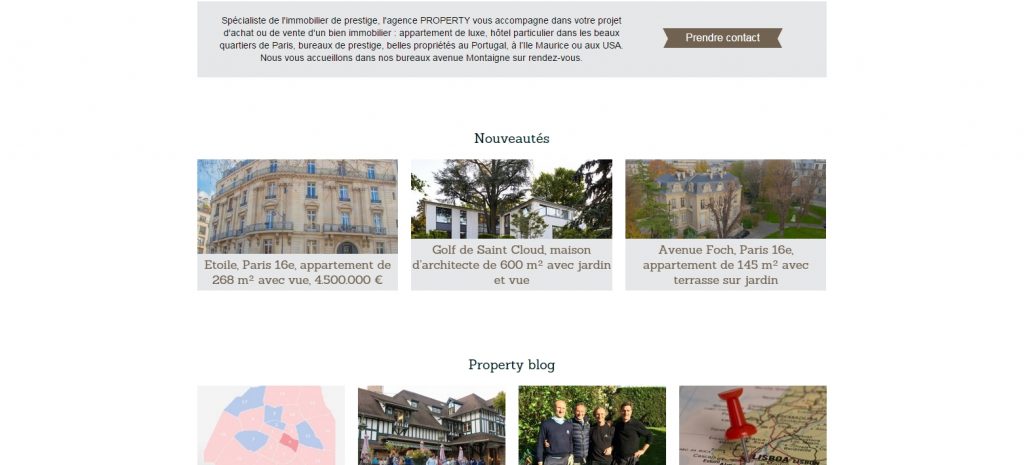 Spécialiste de l'immobilier de prestige, l'agence PROPERTY vous accompagne dans votre projet
d'achat ou de vente d'un bien immobilier : appartement de luxe, hôtel particulier dans les beaux
quartiers de Paris, bureaux de prestige, belles propriétés au Portugal, à l'Ile Maurice ou aux USA.
Nous vous accueillons dans nos bureaux avenue Montaigne sur rendez-vous.
Prendre contact
Nouveautés
Etoile, Paris 16e, appartement de
268 m² avec vue, 4.500.000 €
Golf de Saint Cloud, maison
d'architecte de 600 m² avec jardin
et vue
Avenue Foch, Paris 16e,
appartement de 145 m² avec
terrasse sur jardin
Property blog
LISBOA
LISBON